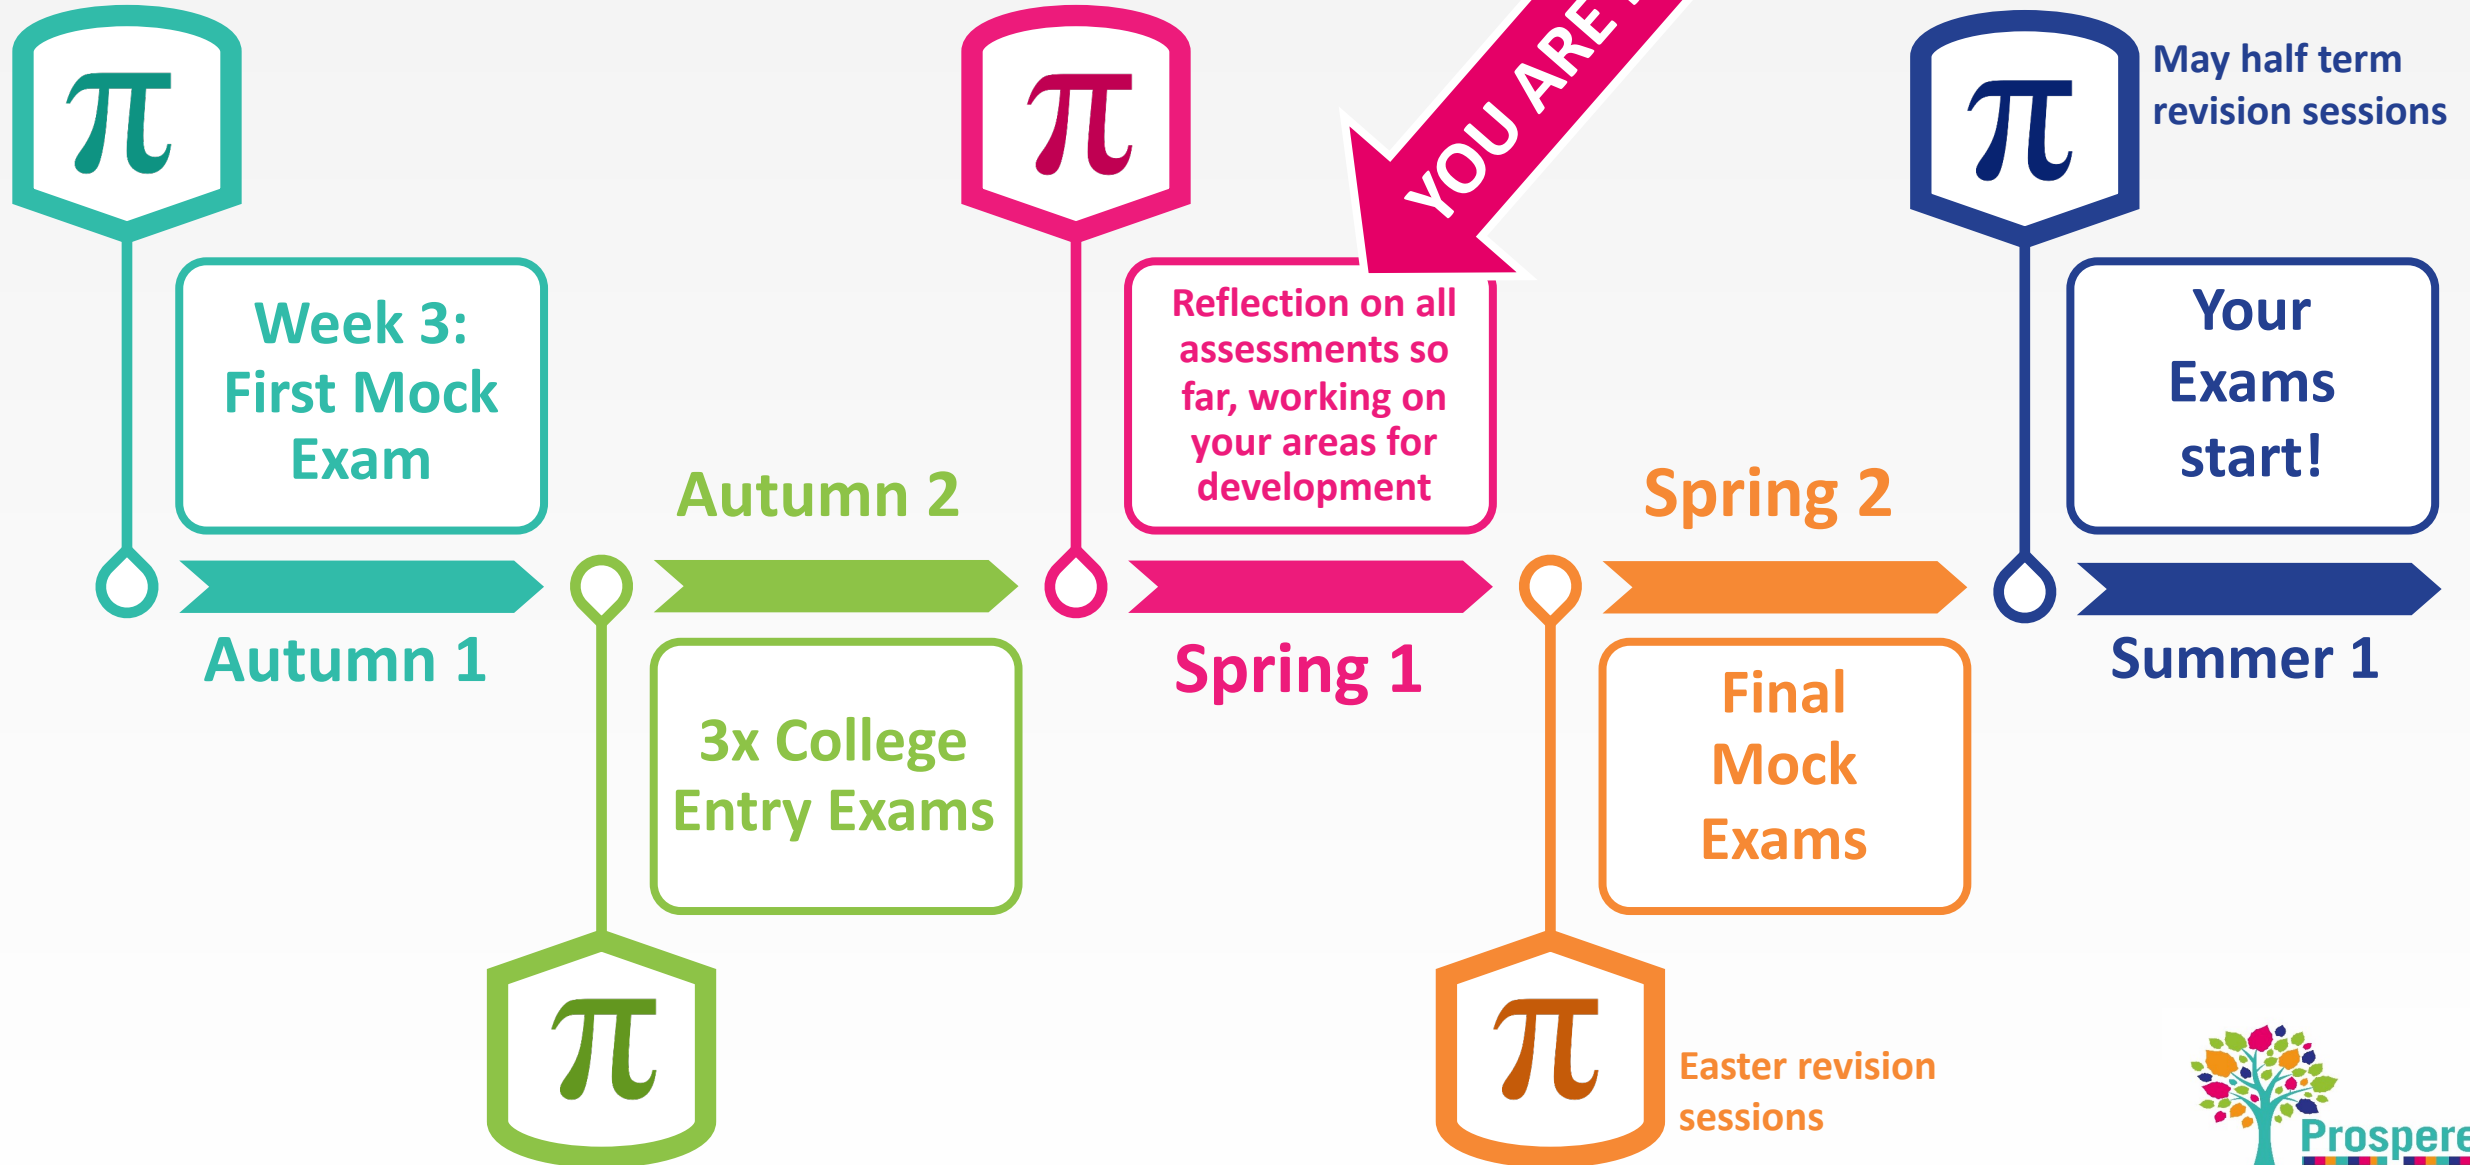 π
Week 3:
First Mock
Exam
Autumn 1
Autumn 2
3x College
Entry Exams
π
π
YOU ARE
Reflection on all
assessments so
far, working on
your areas for
development
Spring 1
Spring 2
Final
Mock
Exams
π
Easter revision
sessions
π
May half term
revision sessions
Your
Exams
start!
Summer 1
Prospere